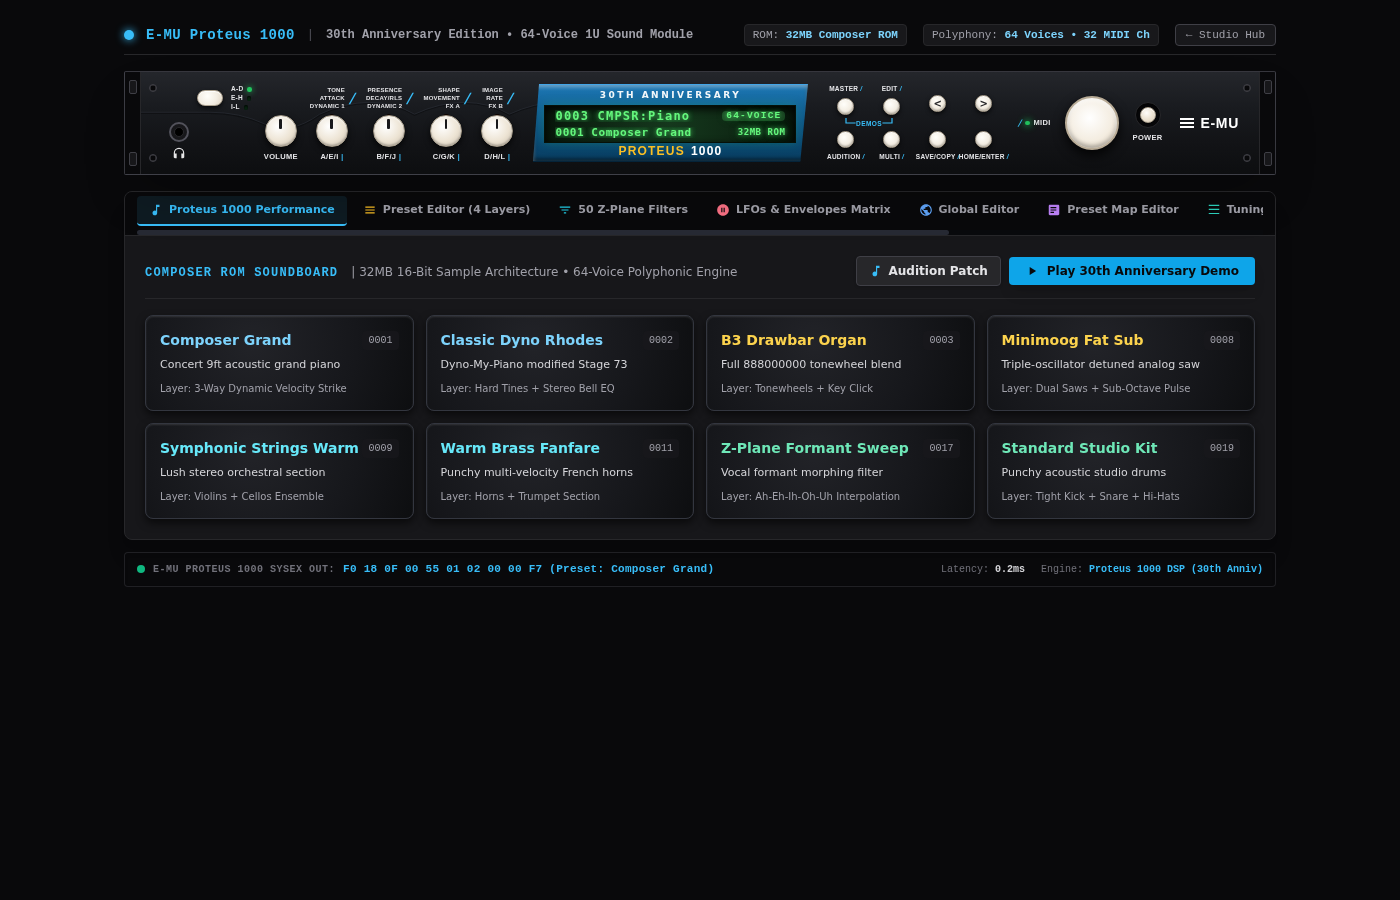 E-MU Proteus 1000 | 30th Anniversary Edition • 64-Voice 1U Sound Module
ROM: 32MB Composer ROM
Polyphony: 64 Voices • 32 MIDI Ch
← Studio Hub
A-D
E-H
I-L
TONE
ATTACK
DYNAMIC 1
PRESENCE
DECAY/RLS
DYNAMIC 2
SHAPE
MOVEMENT
FX A
IMAGE
RATE
FX B
VOLUME
A/E/I |
B/F/J |
C/G/K |
D/H/L |
30TH ANNIVERSARY
0003 CMPSR:Piano 64-VOICE
0001 Composer Grand 32MB ROM
PROTEUS 1000
MASTER /
EDIT /
<
>
DEMOS
AUDITION /
MULTI /
SAVE/COPY /
HOME/ENTER /
/ MIDI
POWER
E-MU
Proteus 1000 Performance
Preset Editor (4 Layers)
50 Z-Plane Filters
LFOs & Envelopes Matrix
Global Editor
Preset Map Editor
Tuning
COMPOSER ROM SOUNDBOARD | 32MB 16-Bit Sample Architecture • 64-Voice Polyphonic Engine
Audition Patch
Play 30th Anniversary Demo
Composer Grand 0001
Concert 9ft acoustic grand piano
Layer: 3-Way Dynamic Velocity Strike
Classic Dyno Rhodes 0002
Dyno-My-Piano modified Stage 73
Layer: Hard Tines + Stereo Bell EQ
B3 Drawbar Organ 0003
Full 888000000 tonewheel blend
Layer: Tonewheels + Key Click
Minimoog Fat Sub 0008
Triple-oscillator detuned analog saw
Layer: Dual Saws + Sub-Octave Pulse
Symphonic Strings Warm 0009
Lush stereo orchestral section
Layer: Violins + Cellos Ensemble
Warm Brass Fanfare 0011
Punchy multi-velocity French horns
Layer: Horns + Trumpet Section
Z-Plane Formant Sweep 0017
Vocal formant morphing filter
Layer: Ah-Eh-Ih-Oh-Uh Interpolation
Standard Studio Kit 0019
Punchy acoustic studio drums
Layer: Tight Kick + Snare + Hi-Hats
E-MU PROTEUS 1000 SYSEX OUT: F0 18 0F 00 55 01 02 00 00 F7 (Preset: Composer Grand)
Latency: 0.2ms
Engine: Proteus 1000 DSP (30th Anniv)